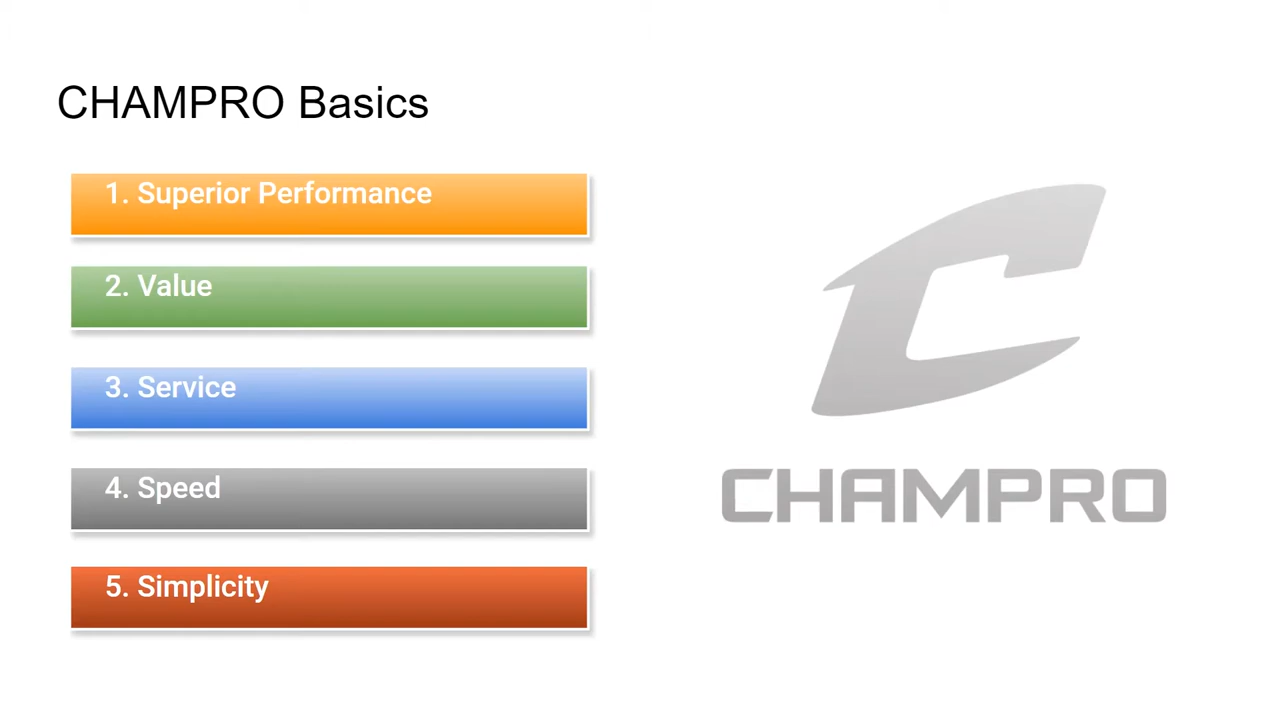 CHAMPRO Basics
1. Superior Performance
2. Value
3. Service
4. Speed
5. Simplicity
CHAMPRO